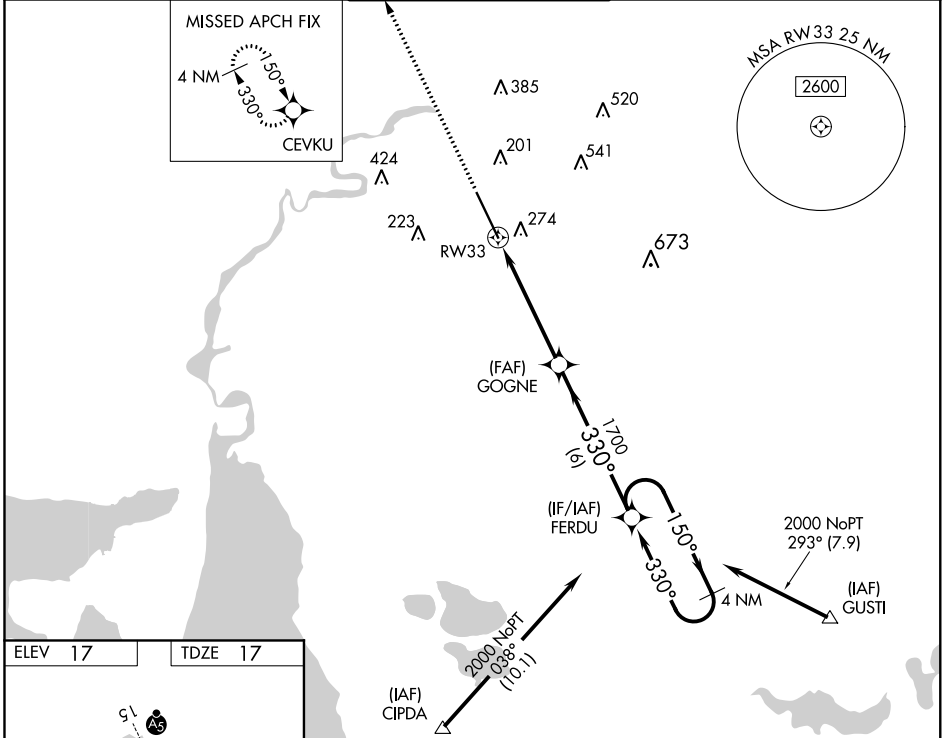 MISSED APCH FIX
4 NM
150°
330°
CEVKU
MSA RW33 25 NM
2600
385
520
424
201
541
223
274
673
RW33
(FAF)
GOGNE
1700
330°
(6)
(IF/IAF)
FERDU
150°
330°
4 NM
2000 NoPT
293° (7.9)
(IAF)
GUSTI
2000 NoPT
038°
(10.1)
(IAF)
CIPDA
ELEV 17
TDZE 17
15
A5